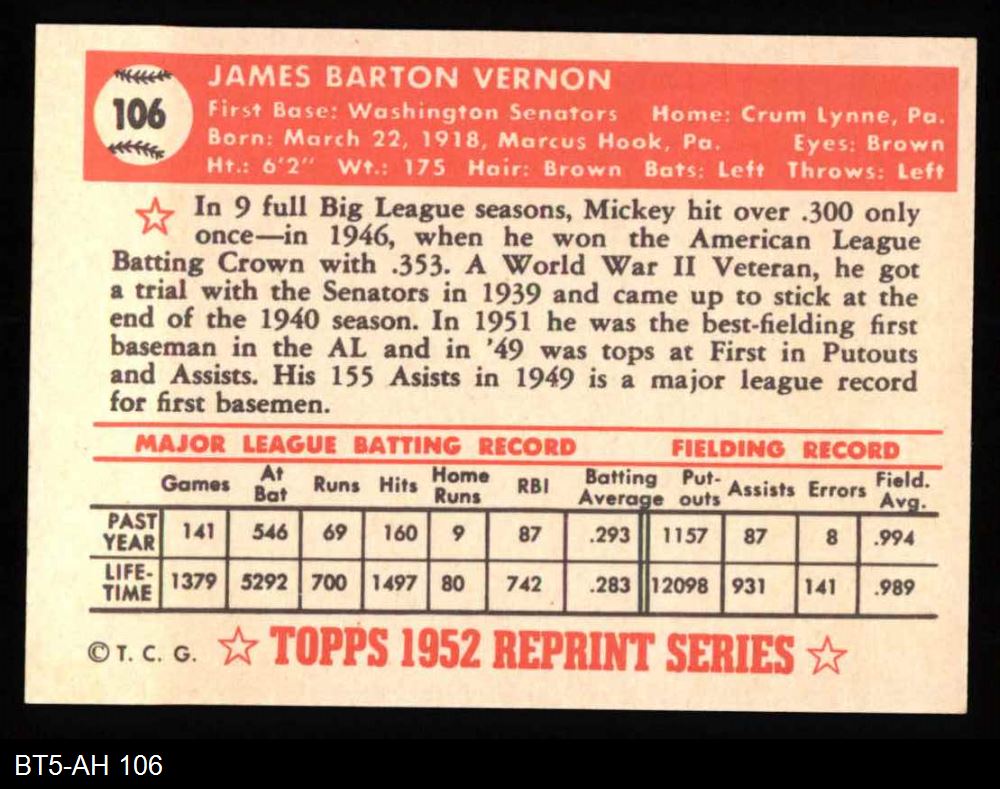 106
JAMES BARTON VERNON
First Base: Washington Senators Home: Crum Lynne, Pa.
Born: March 22, 1918, Marcus Hook, Pa. Eyes: Brown
Ht.: 6'2" Wt.: 175 Hair: Brown Bats: Left Throws: Left
In 9 full Big League seasons, Mickey hit over .300 only
once—in 1946, when he won the American League
Batting Crown with .353. A World War II Veteran, he got
a trial with the Senators in 1939 and came up to stick at the
end of the 1940 season. In 1951 he was the best-fielding first
baseman in the AL and in '49 was tops at First in Putouts
and Assists. His 155 Asists in 1949 is a major league record
for first basemen.
MAJOR LEAGUE BATTING RECORD FIELDING RECORD
Games At Bat Runs Hits Home Runs RBI Batting Average Put-outs Assists Errors Field. Avg.
PAST YEAR 141 546 69 160 9 87 .293 1157 87 8 .994
LIFE-TIME 1379 5292 700 1497 80 742 .283 12098 931 141 .989
© T. C. G. TOPPS 1952 REPRINT SERIES
BT5-AH 106